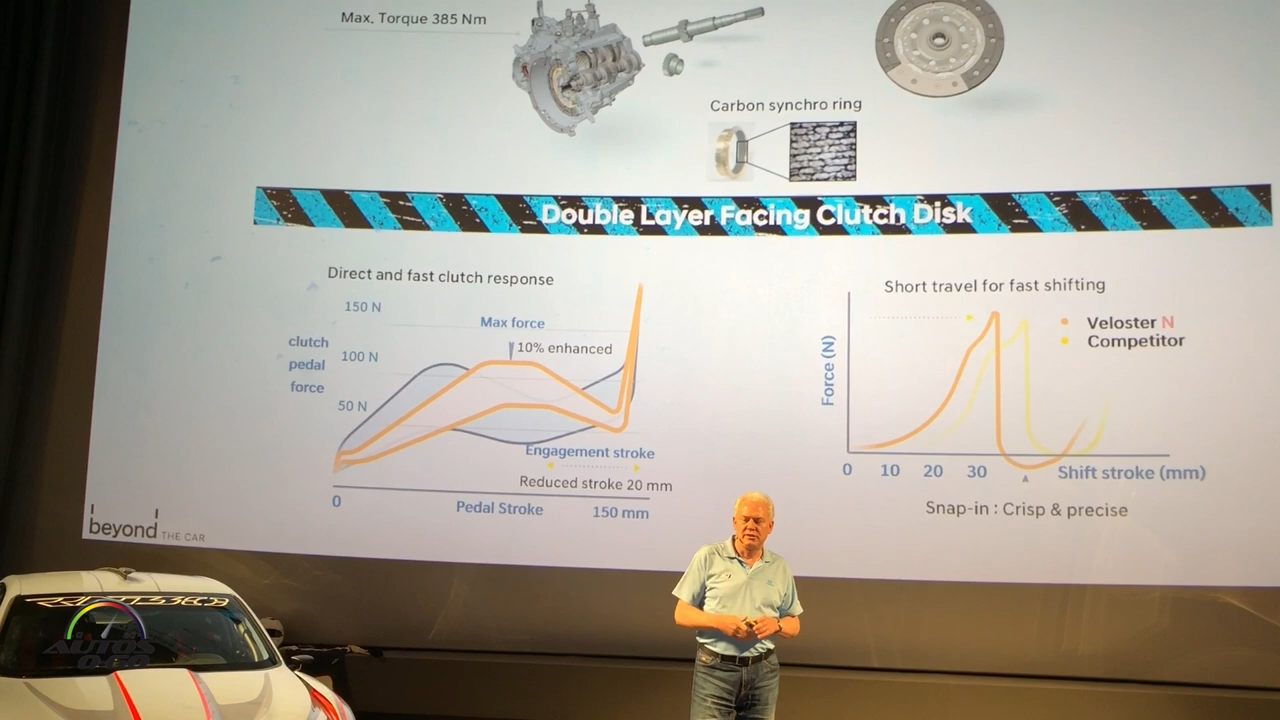 Max. Torque 385 Nm
Carbon synchro ring
Double Layer Facing Clutch Disk
Direct and fast clutch response
150 N
Max force
clutch
pedal
force
100 N
10% enhanced
50 N
Engagement stroke
Reduced stroke 20 mm
0
Pedal Stroke
150 mm
Short travel for fast shifting
Veloster N
Competitor
Force (N)
0 10 20 30
Shift stroke (mm)
Snap-in : Crisp & precise
beyond THE CAR
AUTOS
0-60